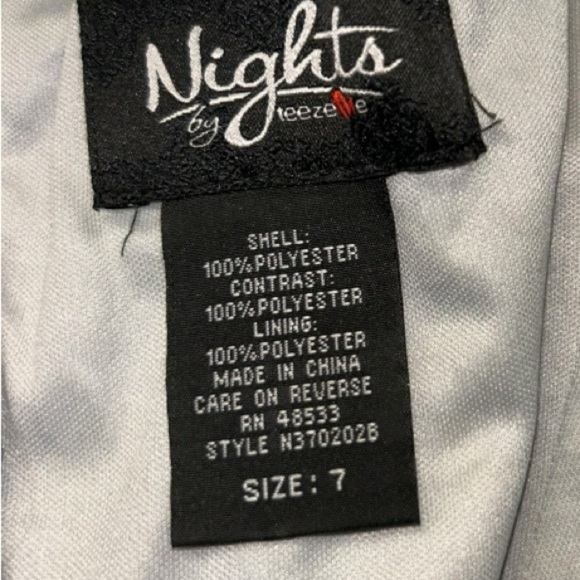 Nights
by
SHELL:
100%POLYESTER
CONTRAST:
100%POLYESTER
LINING:
100%POLYESTER
MADE IN CHINA
CARE ON REVERSE
RN 48533
STYLE N370202B
SIZE: 7